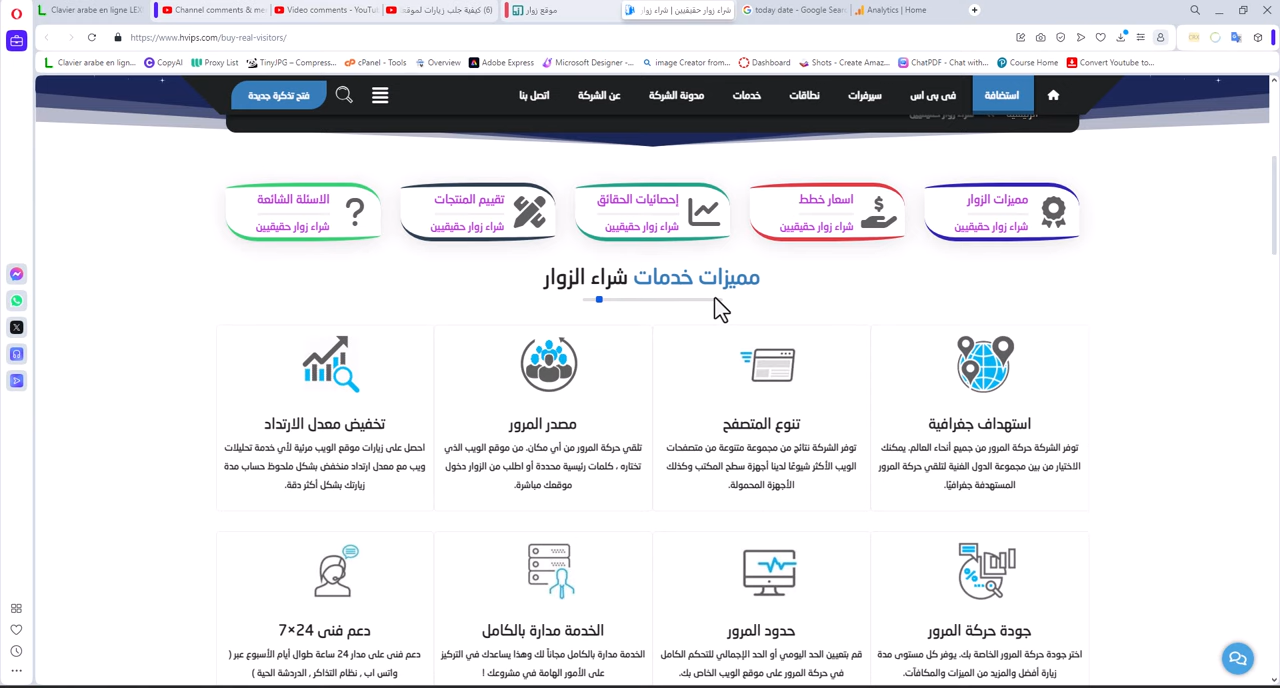 Clavier arabe en ligne LEX
Channel comments & me
Video comments - YouTu
(6) كيفية جلب زيارات لموقع
موقع زوار
شراء زوار حقيقيين | شراء زوار
today date - Google Sear
Analytics | Home
https://www.hvips.com/buy-real-visitors/
Clavier arabe en lign...
CopyAI
Proxy List
TinyJPG – Compress...
cPanel - Tools
Overview
Adobe Express
Microsoft Designer -...
image Creator from...
Dashboard
Shots - Create Amaz...
ChatPDF - Chat with...
Course Home
Convert Youtube to...
استضافة
فى بى اس
سيرفرات
نطاقات
خدمات
مدونة الشركة
عن الشركة
اتصل بنا
فتح تذكرة جديدة
مميزات الزوار
شراء زوار حقيقيين
اسعار خطط
شراء زوار حقيقيين
إحصائيات الحقائق
شراء زوار حقيقيين
تقييم المنتجات
شراء زوار حقيقيين
الاسئلة الشائعة
شراء زوار حقيقيين
مميزات خدمات شراء الزوار
استهداف جغرافية
توفر الشركة حركة المرور من جميع أنحاء العالم. يمكنك
الاختيار من بين مجموعة الدول الغنية لتلقي حركة المرور
المستهدفة جغرافيًا.
تنوع المتصفح
توفر الشركة نتائج من مجموعة متنوعة من متصفحات
الويب الأكثر شيوعًا لدينا أجهزة سطح المكتب وكذلك
الأجهزة المحمولة.
مصدر المرور
تلقي حركة المرور من أي مكان. من موقع الويب الذي
تختاره ، كلمات رئيسية محددة أو اطلب من الزوار دخول
موقعك مباشرة.
تخفيض معدل الارتداد
احصل على زيارات موقع الويب مرئية لأي خدمة تحليلات
ويب مع معدل ارتداد منخفض بشكل ملحوظ حساب مدة
زيارتك بشكل أكثر دقة.
جودة حركة المرور
اختر جودة حركة المرور الخاصة بك. يوفر كل مستوى مدة
زيارة أفضل والمزيد من الميزات والمكافآت.
حدود المرور
قم بتعيين الحد اليومي أو الحد الإجمالي للتحكم الكامل
في حركة المرور على موقع الويب الخاص بك.
الخدمة مدارة بالكامل
الخدمة مدارة بالكامل مجاناً لك وهذا يساعدك في التركيز
على الأمور الهامة في مشروعك !
دعم فنى 24×7
دعم فنى على مدار 24 ساعة طوال أيام الأسبوع عبر (
واتس اب , نظام التذاكر , الدردشة الحية )